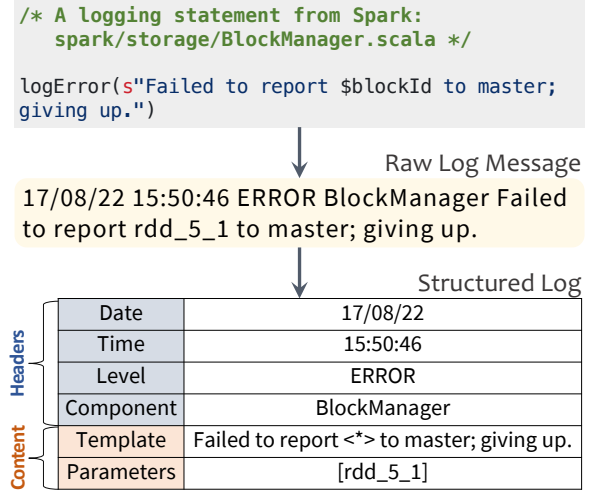 /* A logging statement from Spark:
spark/storage/BlockManager.scala */
logError(s"Failed to report $blockId to master;
giving up.")
Raw Log Message
17/08/22 15:50:46 ERROR BlockManager Failed
to report rdd_5_1 to master; giving up.
Structured Log
Headers
Date 17/08/22
Time 15:50:46
Level ERROR
Component BlockManager
Content
Template Failed to report <*> to master; giving up.
Parameters [rdd_5_1]